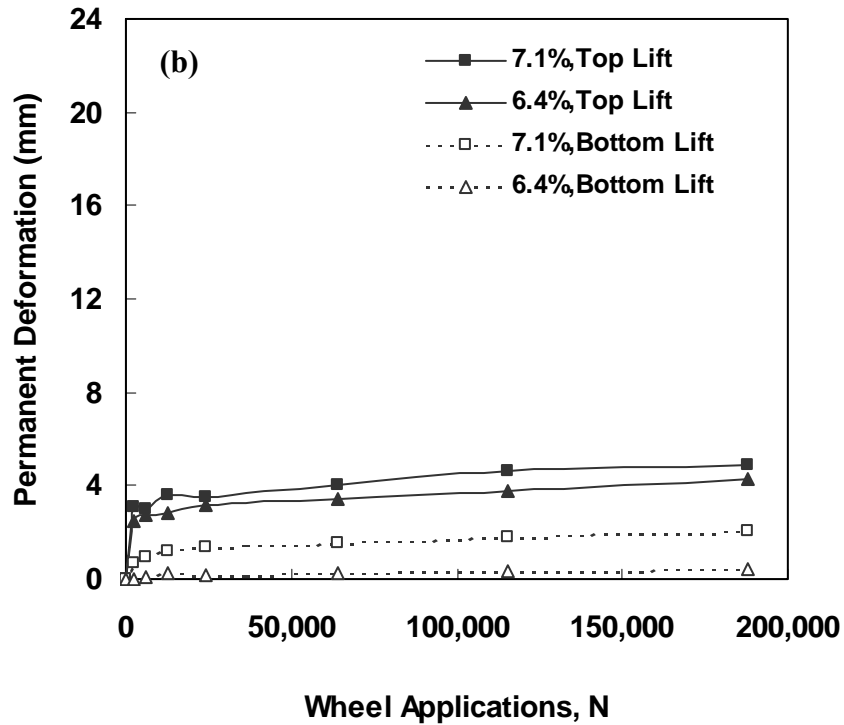 24
(b)
7.1%,Top Lift
6.4%,Top Lift
7.1%,Bottom Lift
6.4%,Bottom Lift
20
16
12
8
4
0
Permanent Deformation (mm)
0 50,000 100,000 150,000 200,000
Wheel Applications, N